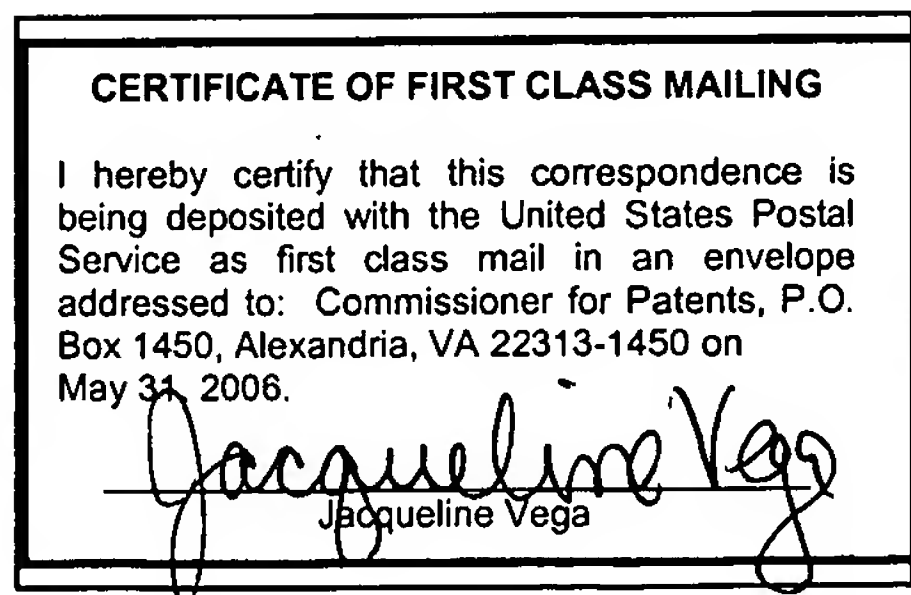 CERTIFICATE OF FIRST CLASS MAILING
I hereby certify that this correspondence is
being deposited with the United States Postal
Service as first class mail in an envelope
addressed to: Commissioner for Patents, P.O.
Box 1450, Alexandria, VA 22313-1450 on
May 31, 2006.
Jacqueline Vega
Jacqueline Vega